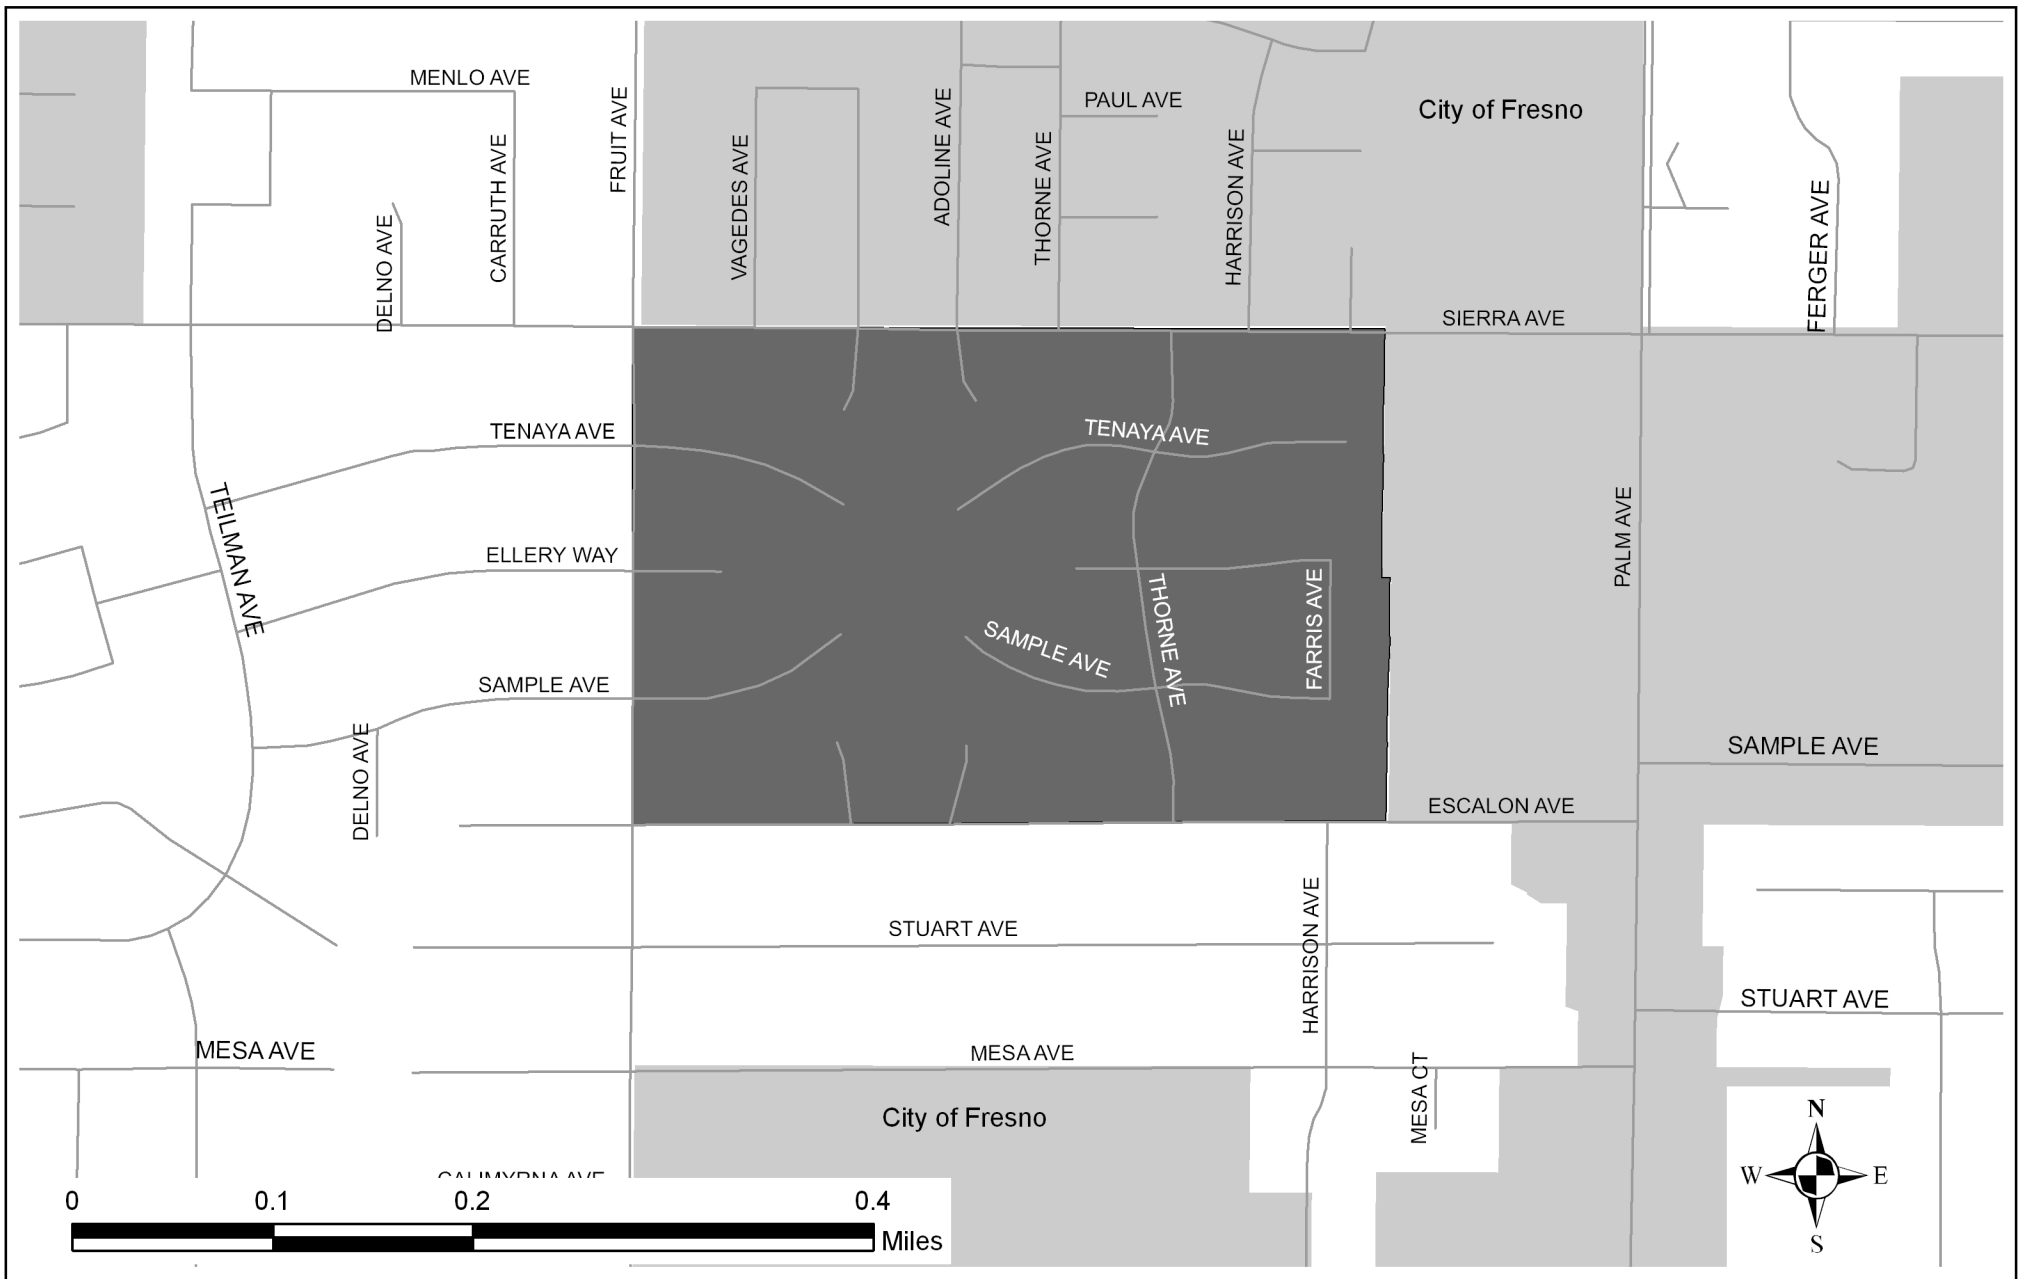 MENLO AVE
PAUL AVE
City of Fresno
FRUIT AVE
VAGEDES AVE
ADOLINE AVE
THORNE AVE
HARRISON AVE
CARRUTH AVE
DELNO AVE
FERGER AVE
SIERRA AVE
TENAYA AVE
TENAYA AVE
TEILMAN AVE
PALM AVE
ELLERY WAY
THORNE AVE
FARRIS AVE
SAMPLE AVE
SAMPLE AVE
SAMPLE AVE
DELNO AVE
ESCALON AVE
STUART AVE
HARRISON AVE
STUART AVE
MESA AVE
MESA AVE
MESA CT
City of Fresno
N
W
E
S
CALIMYRNA AVE
0 0.1 0.2 0.4
Miles